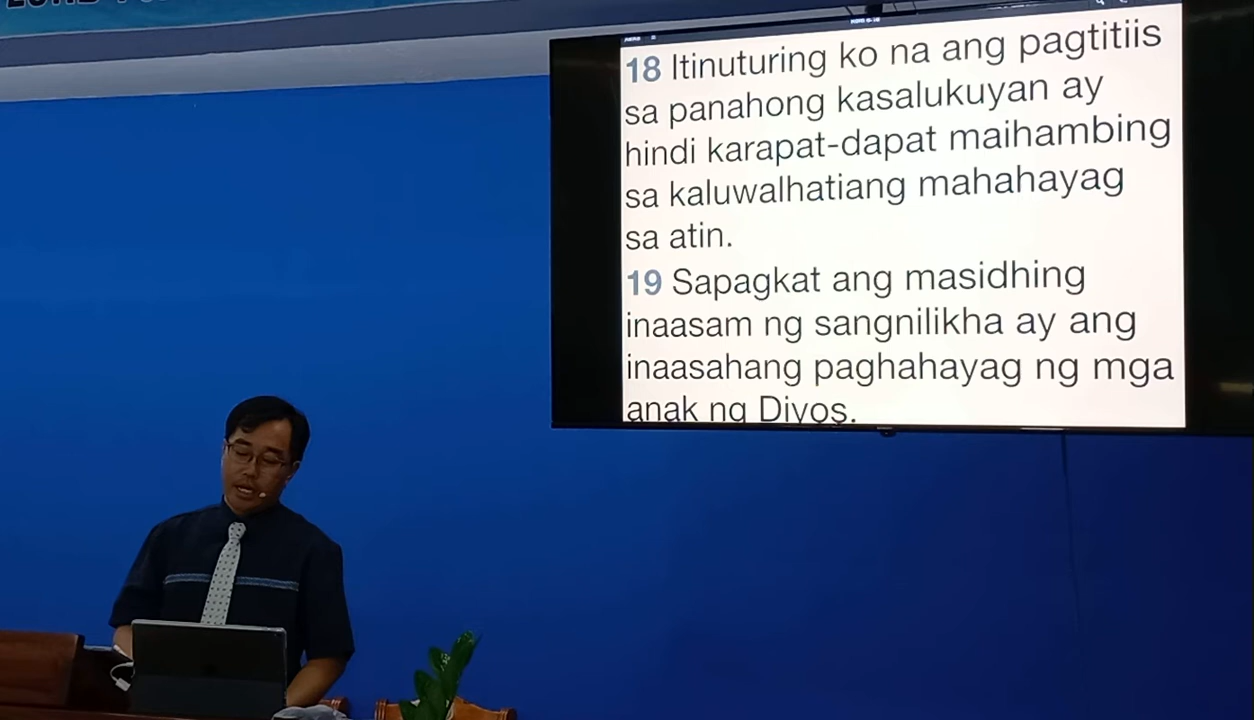 18 Itinuturing ko na ang pagtitiis
sa panahong kasalukuyan ay
hindi karapat-dapat maihambing
sa kaluwalhatiang mahahayag
sa atin.
19 Sapagkat ang masidhing
inaasam ng sangnilikha ay ang
inaasahang paghahayag ng mga
anak ng Diyos.